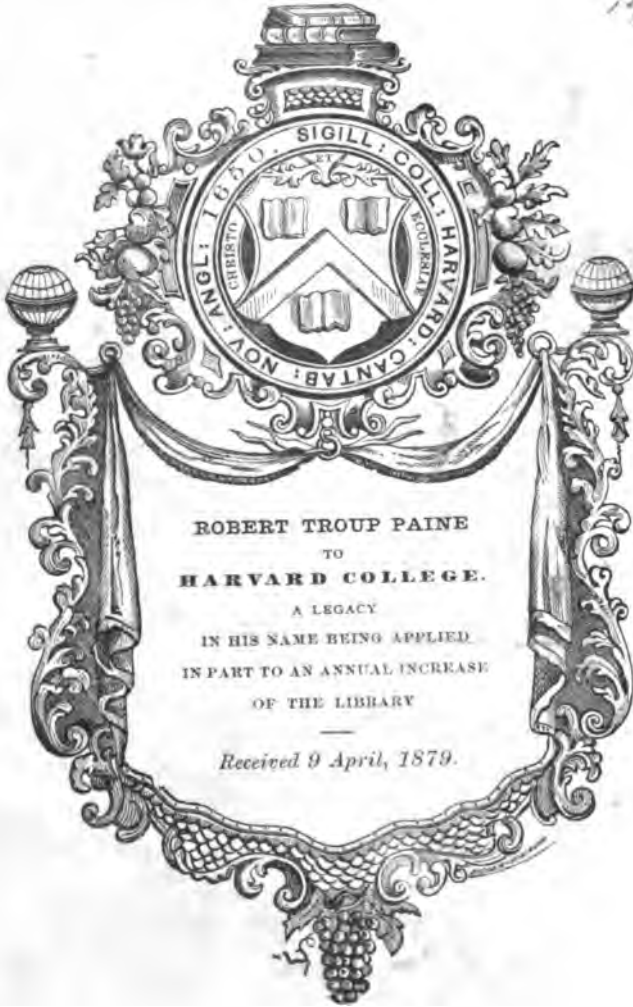 SIGILL: COLL: HARVARD: CANTAB: NOV: ANGL: 1650.
ET
CHRISTO
ECCLESIAE
ROBERT TROUP PAINE
TO
HARVARD COLLEGE.
A LEGACY
IN HIS NAME BEING APPLIED
IN PART TO AN ANNUAL INCREASE
OF THE LIBRARY
Received 9 April, 1879.